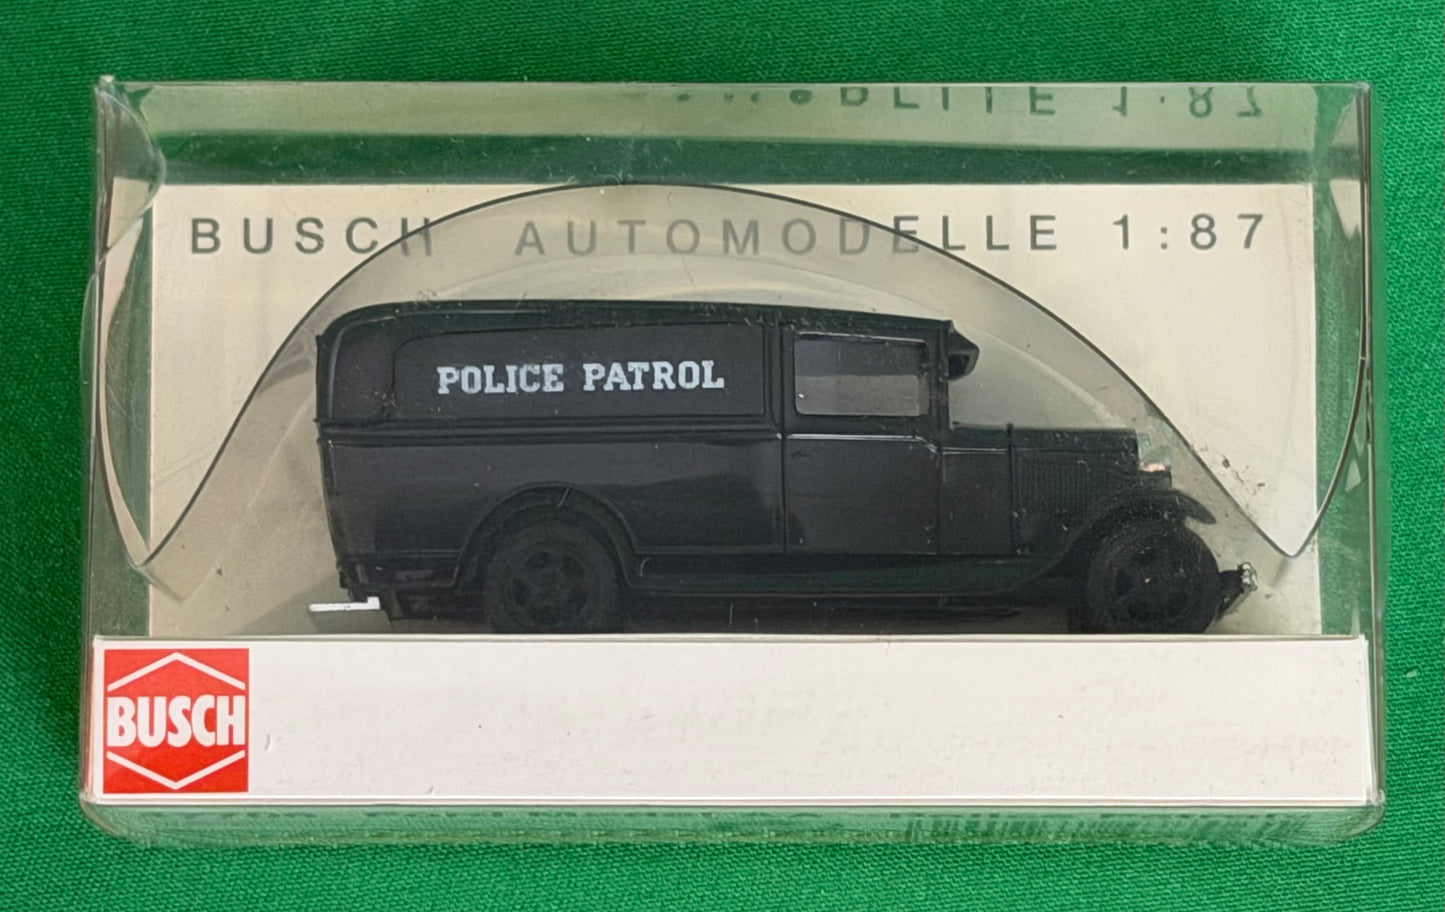 BUSCH AUTOMODELLE 1:87
POLICE PATROL
BUSCH